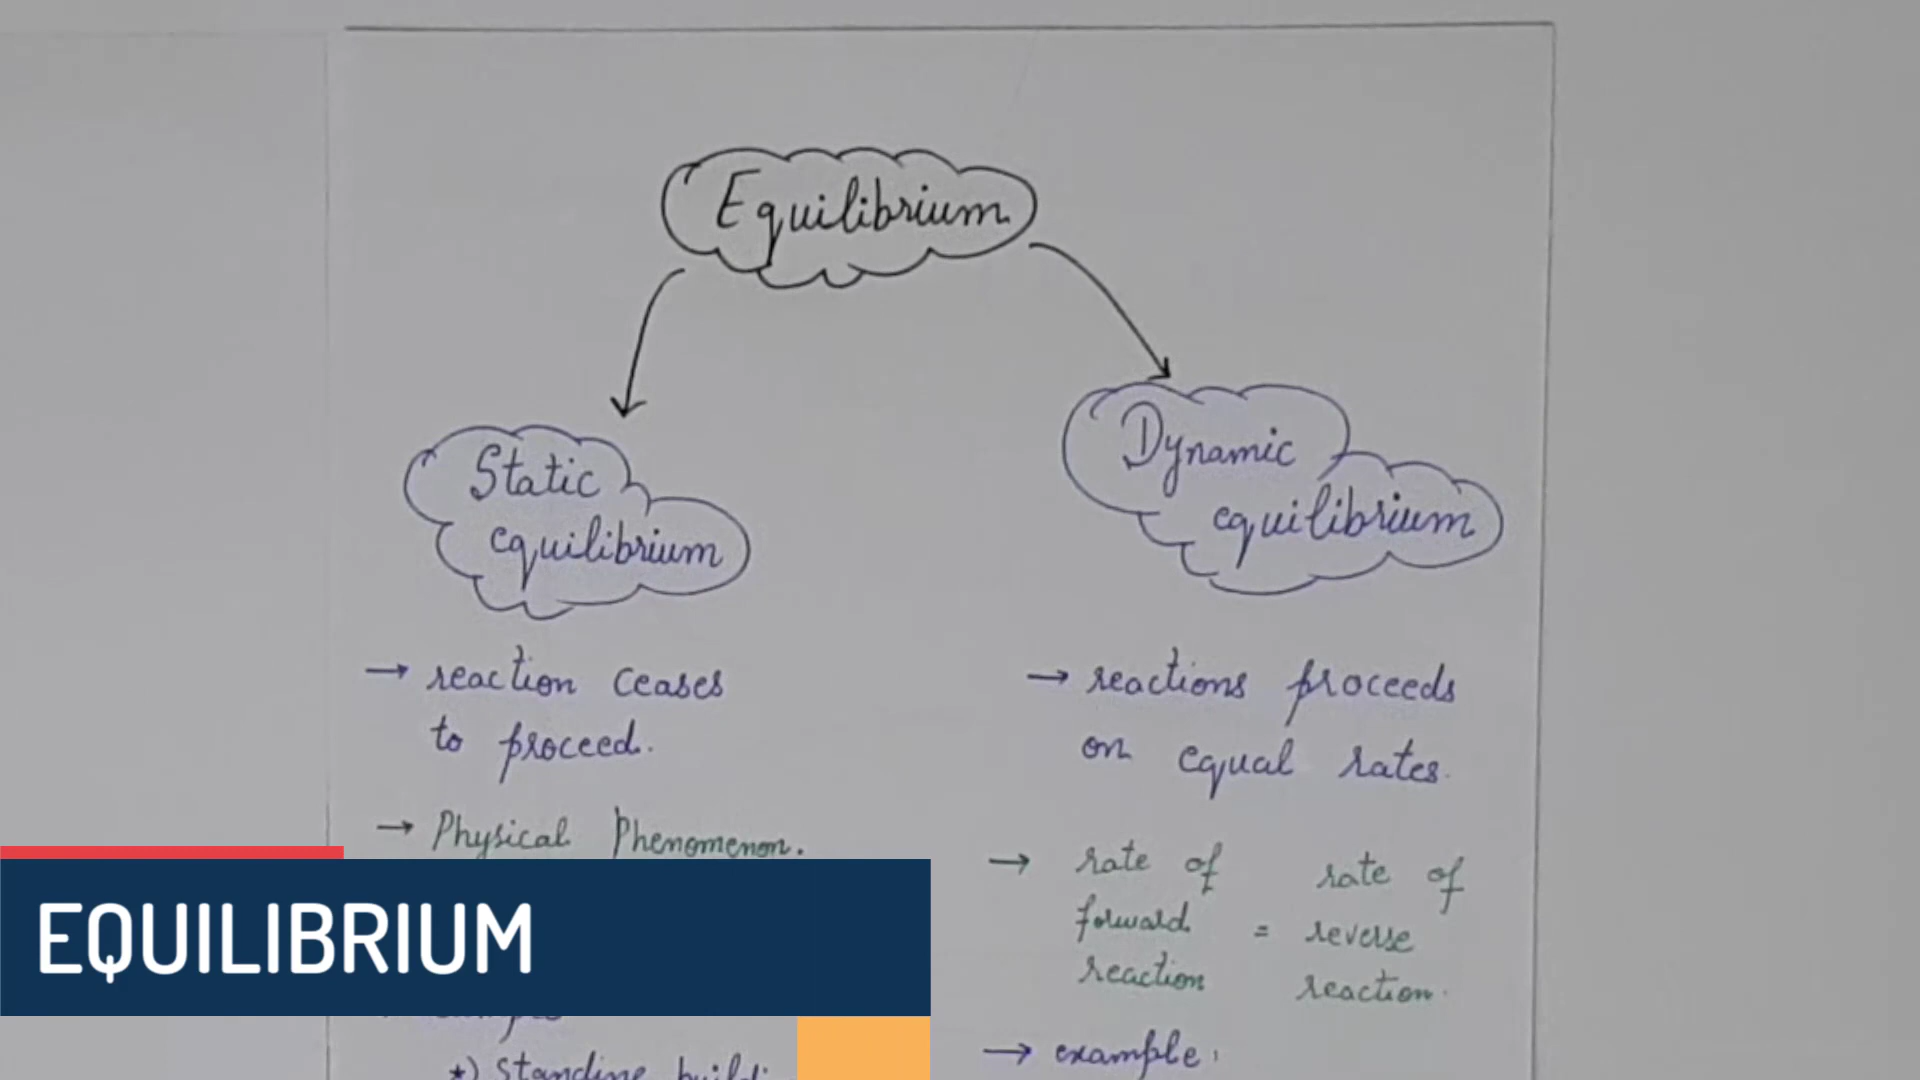 Equilibrium
Static
equilibrium
→ reaction ceases
to proceed.
→ Physical Phenomenon.
Dynamic
equilibrium
→ reactions proceeds
on equal rates.
→ rate of forward reaction = rate of reverse reaction.
→ example:
EQUILIBRIUM
*) Standing